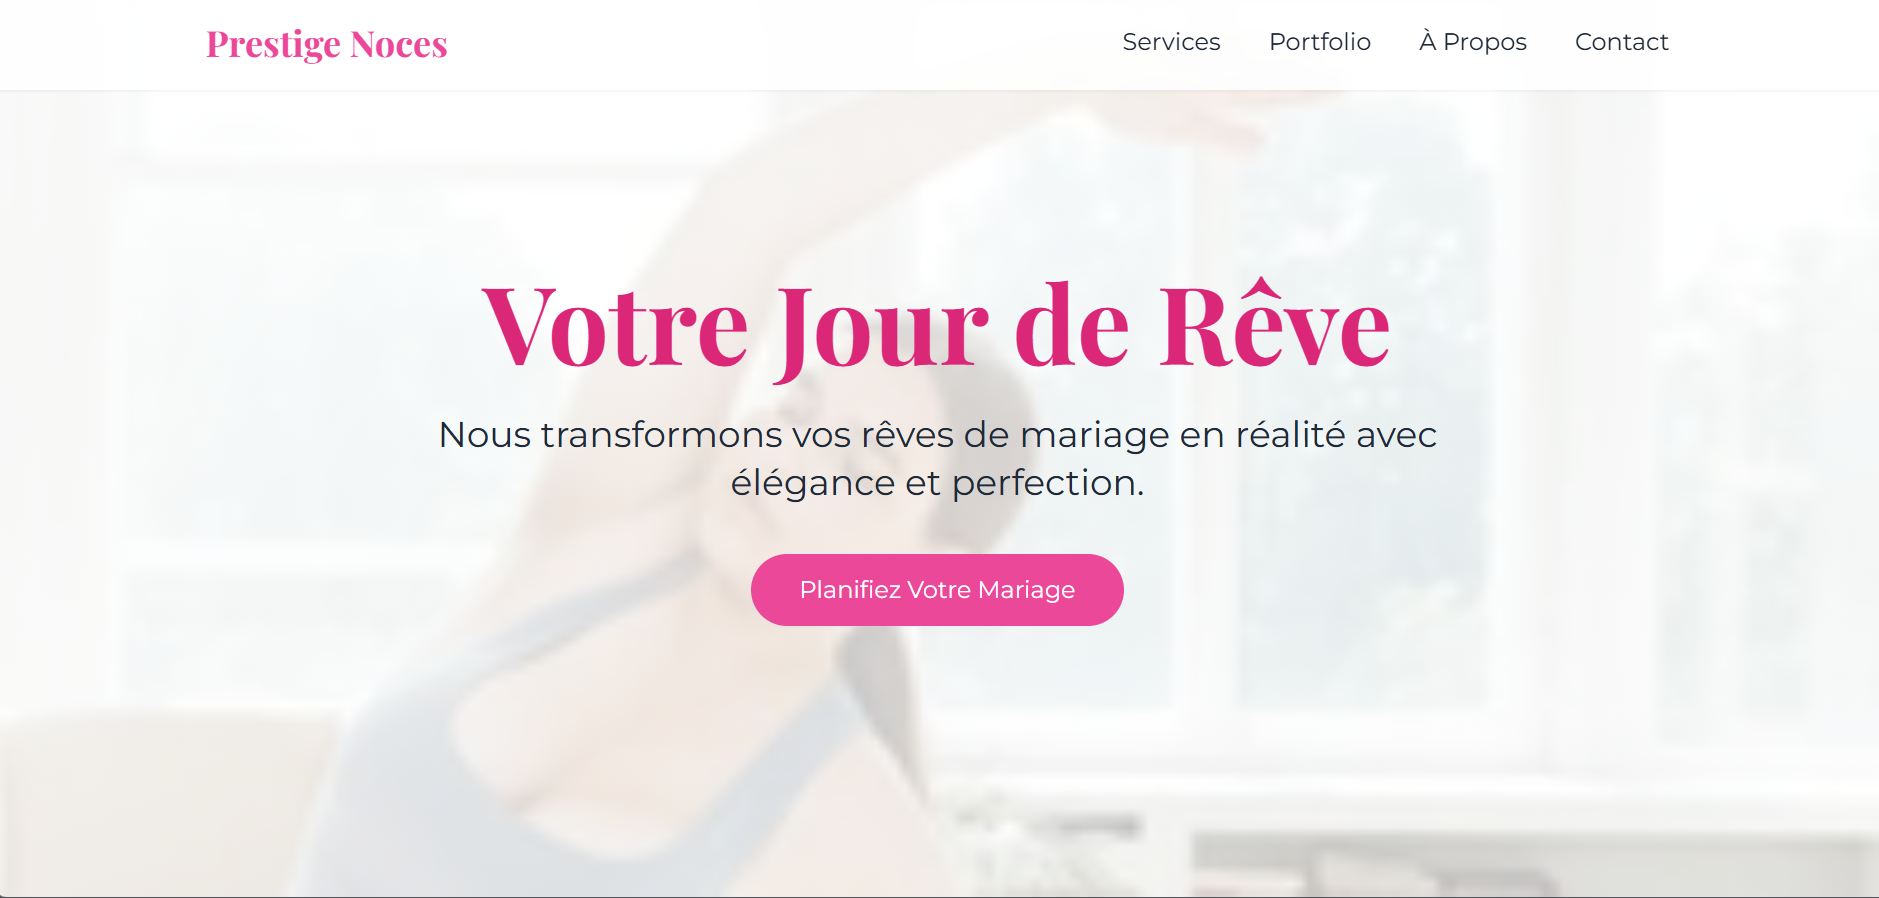 Prestige Noces
Services Portfolio À Propos Contact
Votre Jour de Rêve
Nous transformons vos rêves de mariage en réalité avec
élégance et perfection.
Planifiez Votre Mariage